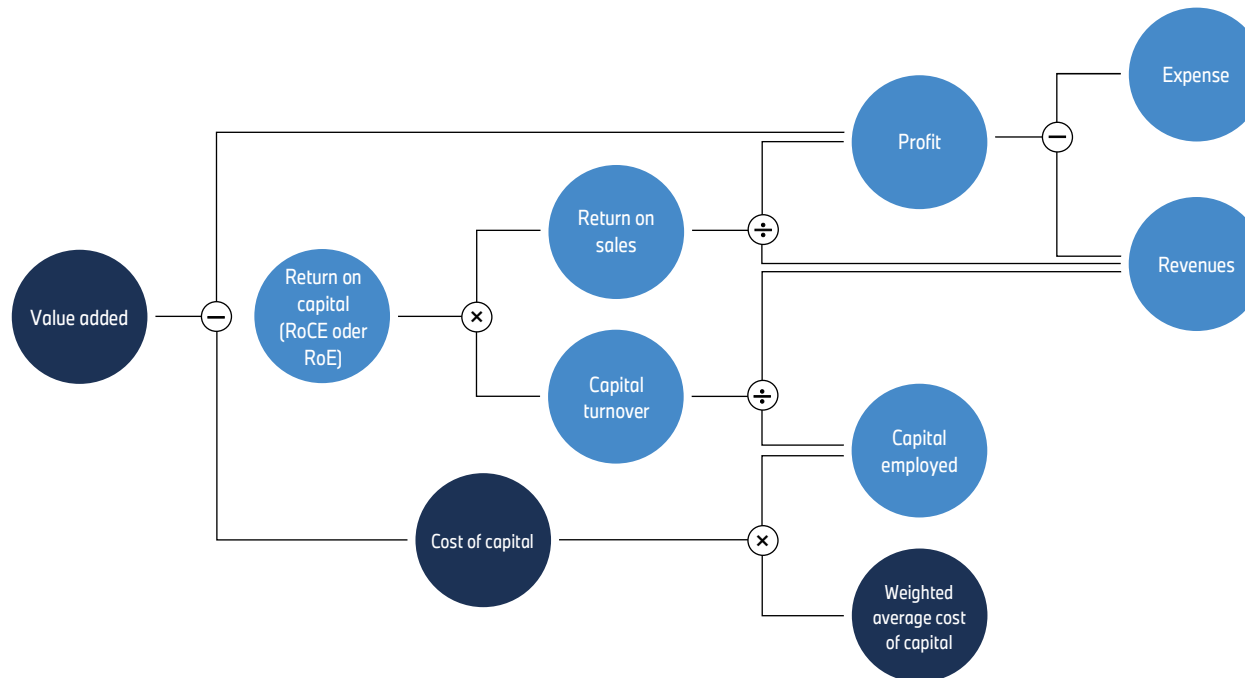 Expense
Profit
Return on
sales
Revenues
Return on
capital
(RoCE oder
RoE)
Value added
Capital
turnover
Capital
employed
Cost of capital
Weighted
average cost
of capital